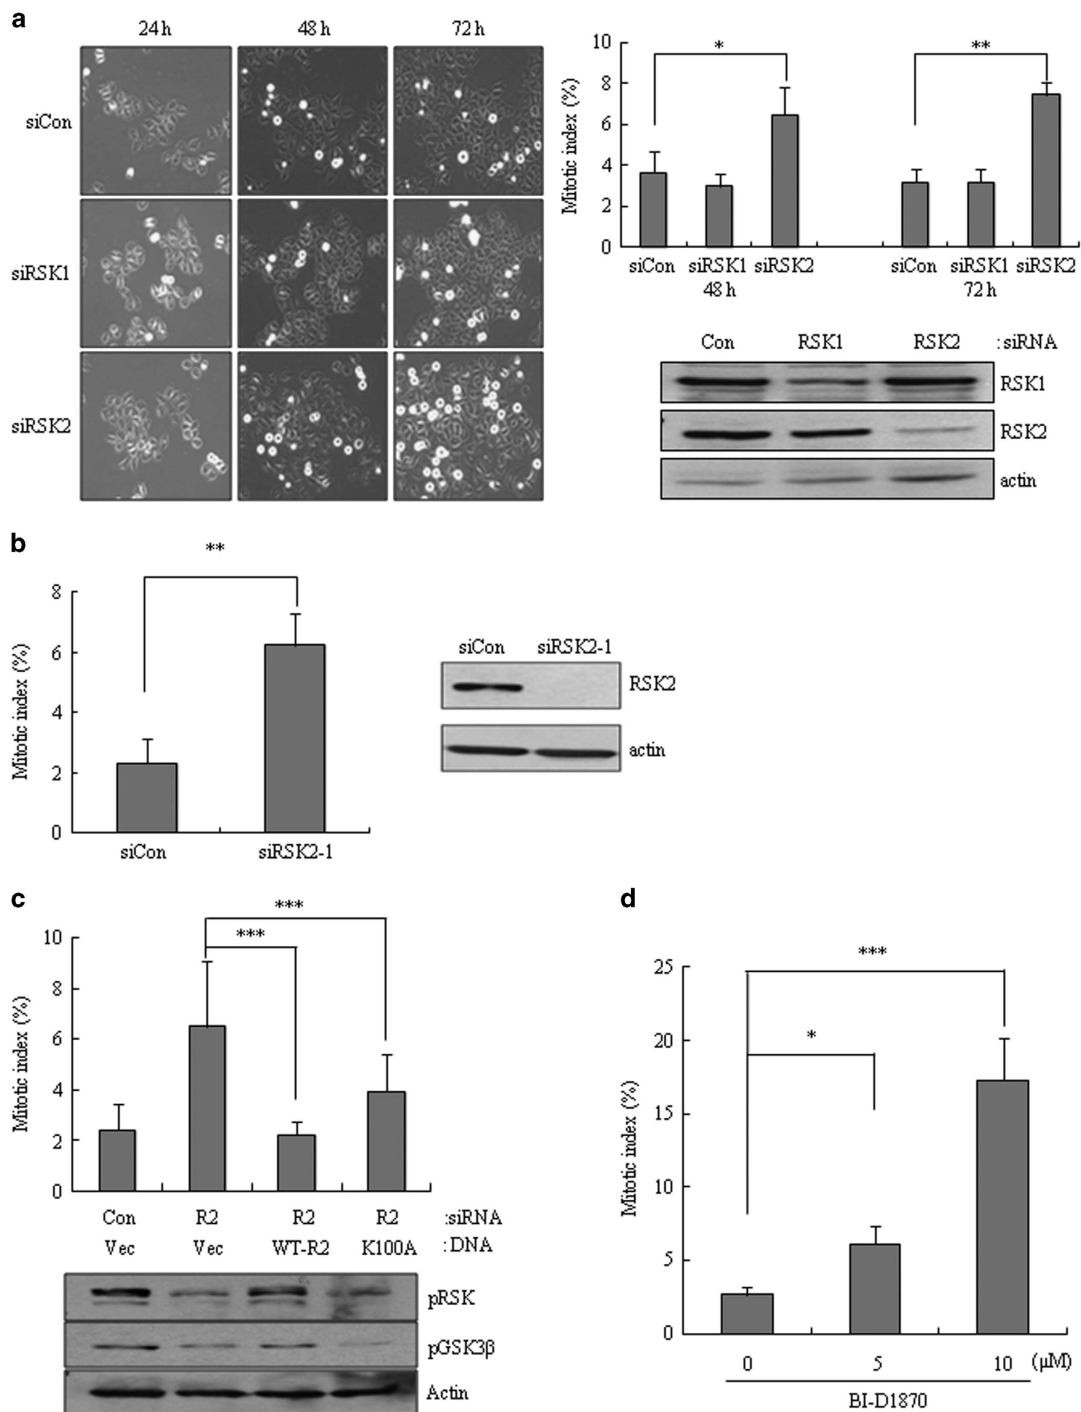 a
24 h 48 h 72 h
siCon
siRSK1
siRSK2
Mitotic index (%)
10
8
6
4
2
0
* **
siCon siRSK1 siRSK2 siCon siRSK1 siRSK2
48 h 72 h
Con RSK1 RSK2 :siRNA
RSK1
RSK2
actin
b
**
Mitotic index (%)
8
6
4
2
0
siCon siRSK2-1
siCon siRSK2-1
RSK2
actin
c
***
***
Mitotic index (%)
10
8
6
4
2
0
Con R2 R2 R2 :siRNA
Vec Vec WT-R2 K100A :DNA
pRSK
pGSK3β
Actin
d
***
*
Mitotic index (%)
25
20
15
10
5
0
0 5 10 (μM)
BI-D1870